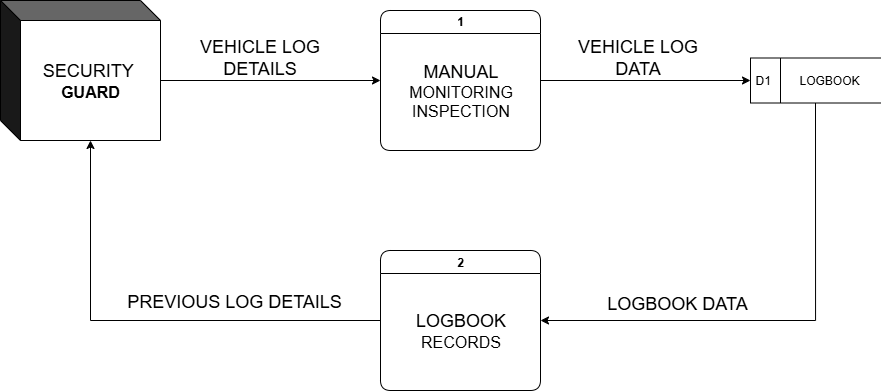 1
VEHICLE LOG
DETAILS
VEHICLE LOG
DATA
SECURITY
GUARD
MANUAL
MONITORING
INSPECTION
D1
LOGBOOK
2
PREVIOUS LOG DETAILS
LOGBOOK DATA
LOGBOOK
RECORDS